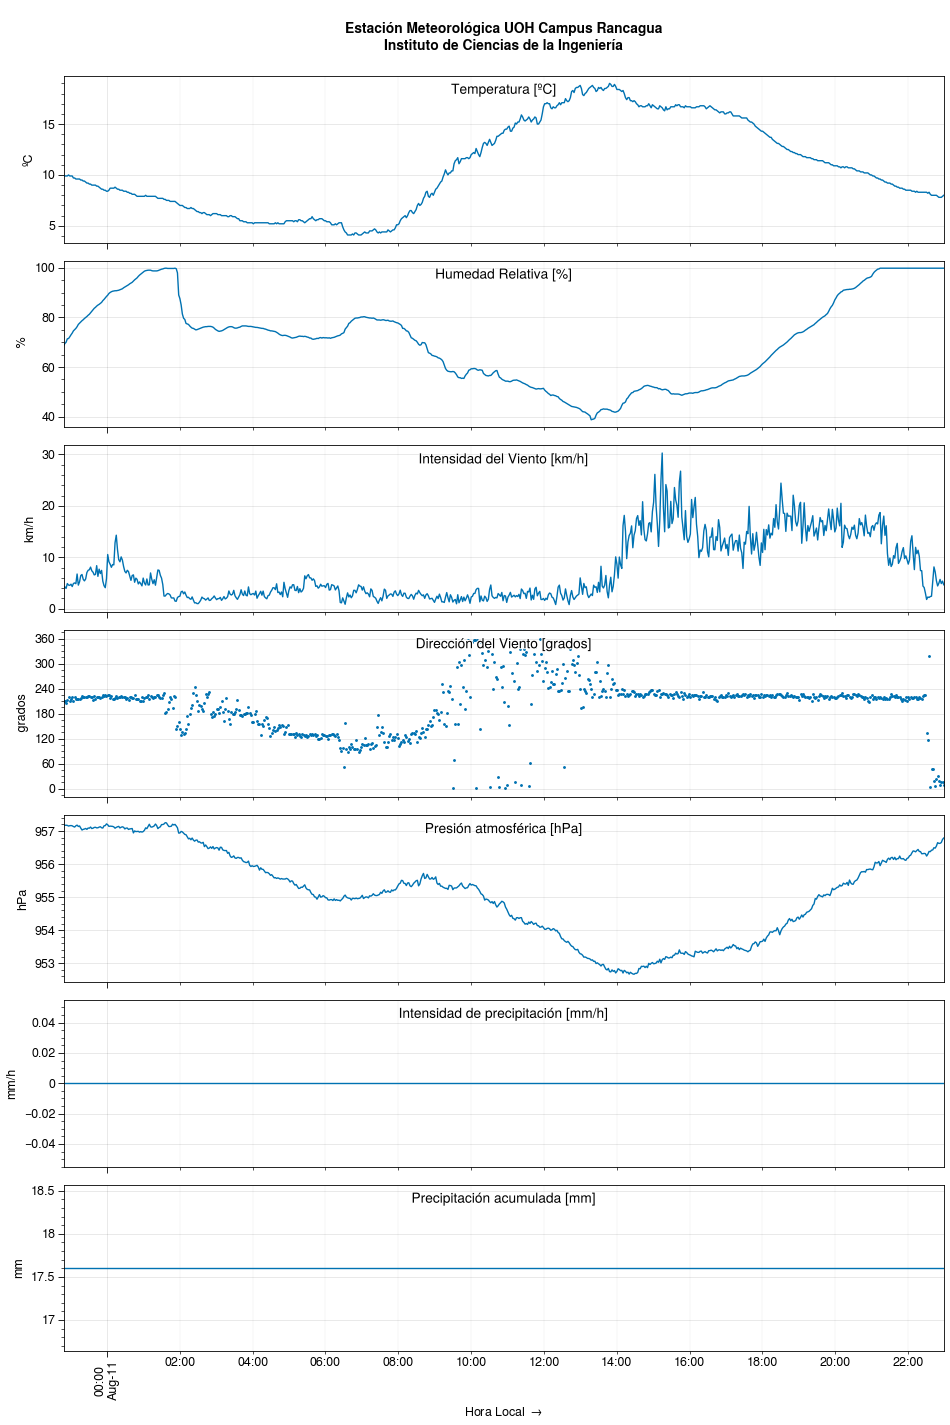 Estación Meteorológica UOH Campus Rancagua
Instituto de Ciencias de la Ingeniería
Temperatura [ºC]
ºC
15
10
5
Humedad Relativa [%]
%
100
80
60
40
Intensidad del Viento [km/h]
km/h
30
20
10
0
Dirección del Viento [grados]
grados
360
300
240
180
120
60
0
Presión atmosférica [hPa]
hPa
957
956
955
954
953
Intensidad de precipitación [mm/h]
mm/h
0.04
0.02
0
−0.02
−0.04
Precipitación acumulada [mm]
mm
18.5
18
17.5
17
00:00
Aug-11
02:00 04:00 06:00 08:00 10:00 12:00 14:00 16:00 18:00 20:00 22:00
Hora Local →